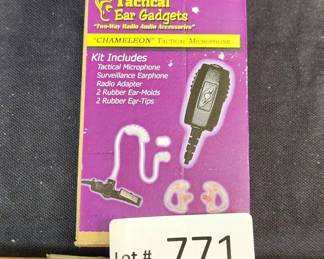 Tactical
Ear Gadgets
"Two-Way Radio Audio Accessories"
"CHAMELEON" TACTICAL MICROPHONE
Kit Includes
Tactical Microphone
Surveillance Earphone
Radio Adapter
2 Rubber Ear-Molds
2 Rubber Ear-Tips
Lot # 771